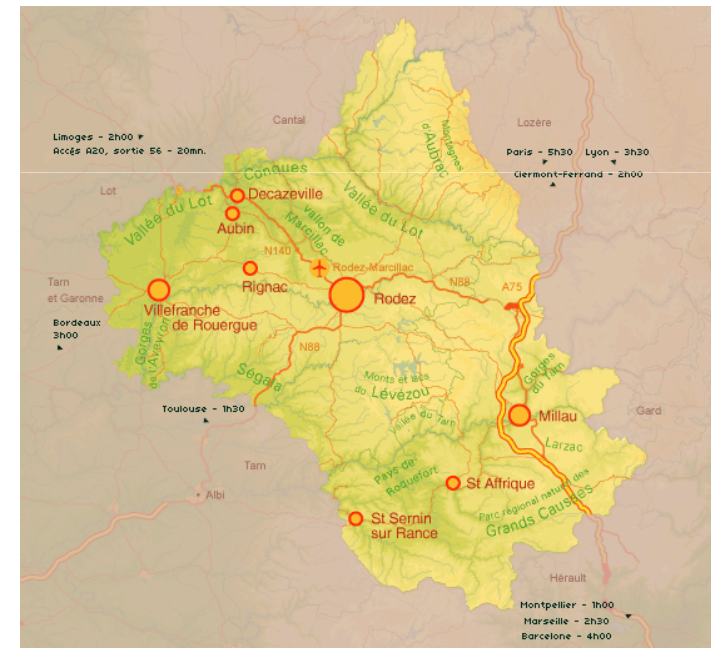 Cantal
Lozère
Limoges - 2h00
Accés A20, sortie 56 - 20mn.
Montagnes
d'Aubrac
Paris - 5h30
Lyon - 3h30
Clermont-Ferrand - 2h00
Lot
Conques
Decazeville
Vallée du Lot
Vallée du Lot
Aubin
vallon de
Marcillac
N140
Rodez-Marcillac
Rignac
N88
A75
Tarn
et Garonne
Rodez
Villefranche
de Rouergue
Bordeaux
3h00
Gorges
de l'Aveyron
N88
Ségala
Monts et lacs
du Lévézou
Gorges
du Tarn
Toulouse - 1h30
Vallée du Tarn
Millau
Gard
Larzac
Tarn
Pays de
Roquefort
St Affrique
Albi
Parc régional naturel des
Grands Causses
St Sernin
sur Rance
Hérault
Montpellier - 1h00
Marseille - 2h30
Barcelone - 4h00